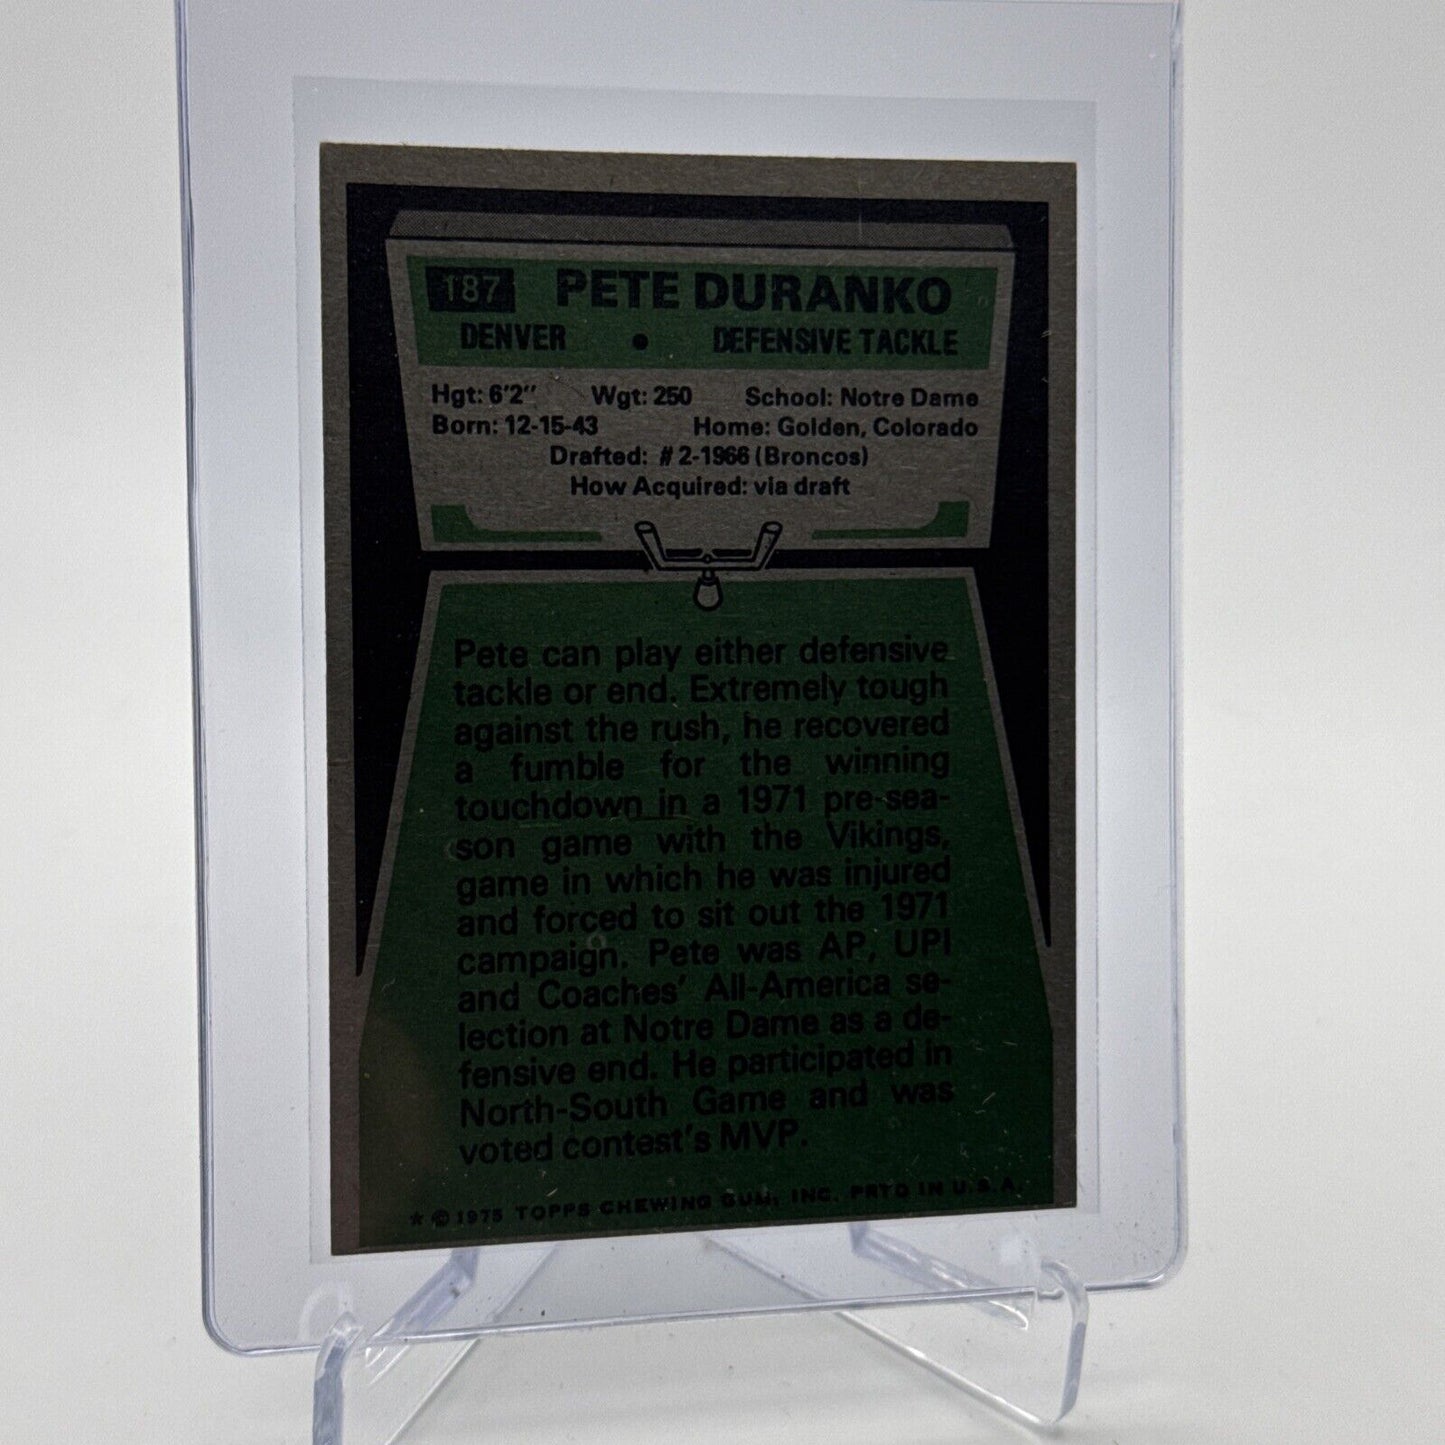 187 PETE DURANKO
DENVER • DEFENSIVE TACKLE
Hgt: 6'2" Wgt: 250 School: Notre Dame
Born: 12-15-43 Home: Golden, Colorado
Drafted: #2-1966 (Broncos)
How Acquired: via draft
Pete can play either defensive
tackle or end. Extremely tough
against the rush, he recovered
a fumble for the winning
touchdown in a 1971 pre-sea-
son game with the Vikings,
game in which he was injured
and forced to sit out the 1971
campaign. Pete was AP, UPI
and Coaches' All-America se-
lection at Notre Dame as a de-
fensive end. He participated in
North-South Game and was
voted contest's MVP.
★ © 1975 TOPPS CHEWING GUM, INC. PRTD IN U.S.A.